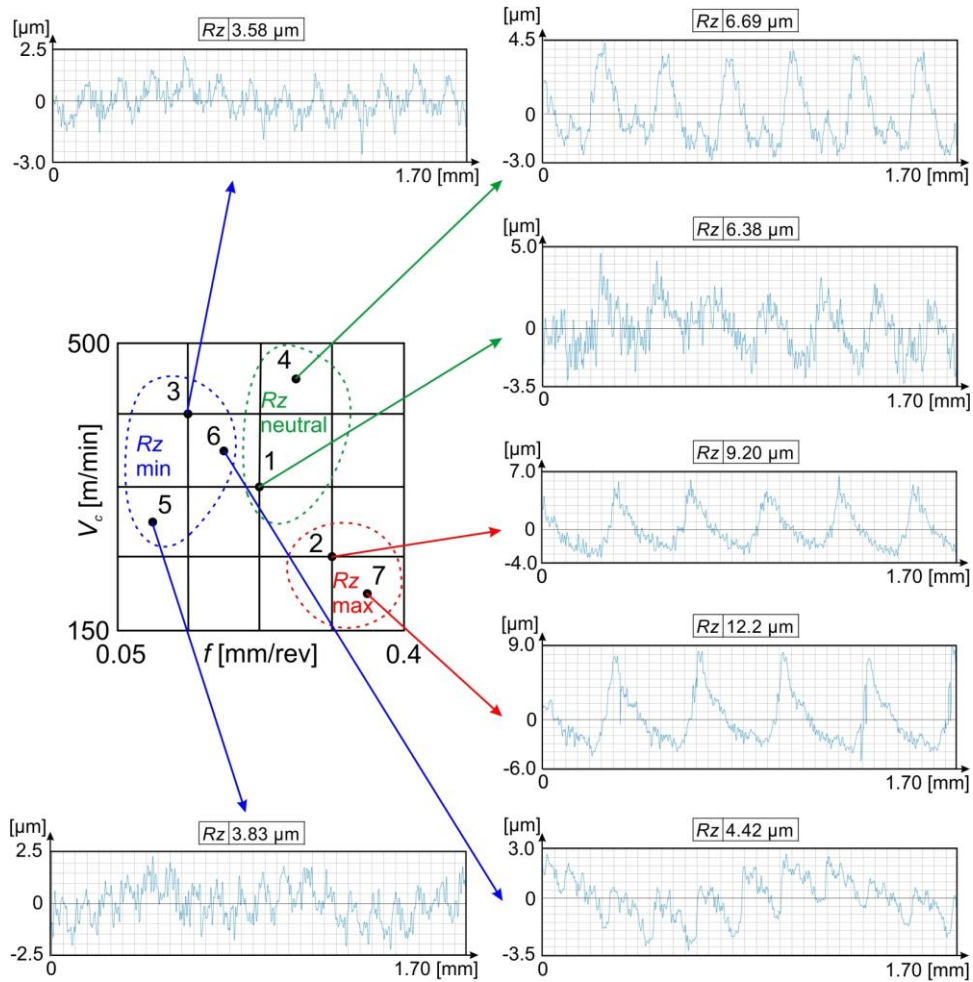 [µm]
Rz 3.58 µm
2.5
0
-3.0
0
1.70 [mm]
Rz 6.69 µm
[µm]
4.5
0
-3.0
0
1.70 [mm]
[µm]
Rz 6.38 µm
5.0
0
-3.5
0
1.70 [mm]
[µm]
Rz 9.20 µm
7.0
0
-4.0
0
1.70 [mm]
[µm]
Rz 12.2 µm
9.0
0
-6.0
0
1.70 [mm]
500
Vc [m/min]
150
0.05
f [mm/rev]
0.4
3
6
Rz
min
5
4
Rz
neutral
1
2
7
Rz
max
[µm]
Rz 3.83 µm
2.5
0
-2.5
0
1.70 [mm]
[µm]
Rz 4.42 µm
3.0
0
-3.5
0
1.70 [mm]